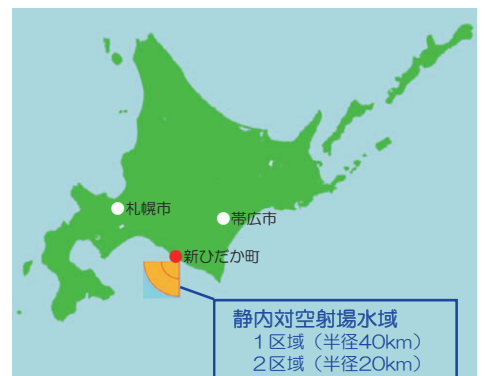 札幌市
帯広市
新ひだか町
静内対空射場水域
1区域（半径40km）
2区域（半径20km）